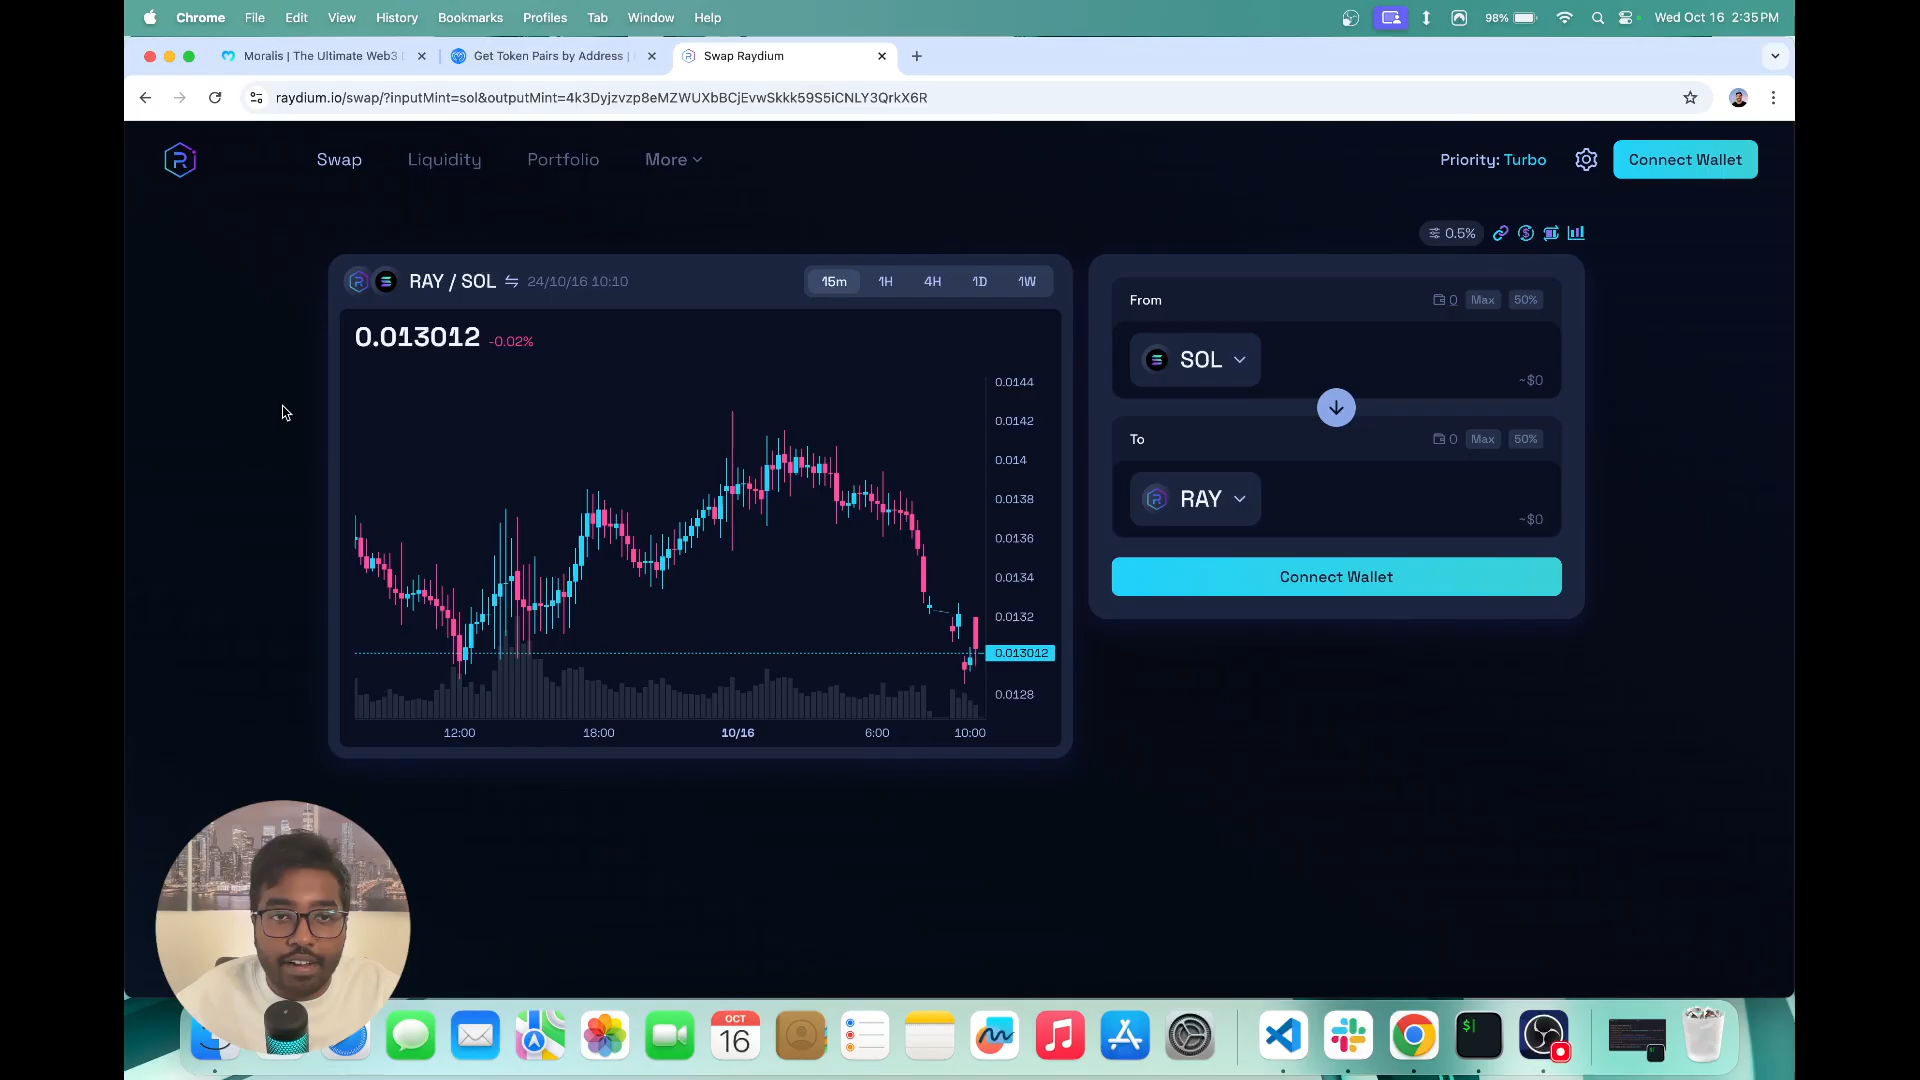 Chrome File Edit View History Bookmarks Profiles Tab Window Help 98% Wed Oct 16 2:35 PM
Moralis | The Ultimate Web3 Get Token Pairs by Address | Swap Raydium
raydium.io/swap/?inputMint=sol&outputMint=4k3Dyjzvzp8eMZWUXbBCjEvwSkkk59S5iCNLY3QrkX6R
Swap Liquidity Portfolio More Priority: Turbo Connect Wallet
0.5%
RAY / SOL 24/10/16 10:10 15m 1H 4H 1D 1W
0.013012 -0.02%
0.0144
0.0142
0.014
0.0138
0.0136
0.0134
0.0132
0.013012
0.0128
12:00 18:00 10/16 6:00 10:00
From 0 Max 50%
SOL
~$0
To 0 Max 50%
RAY
~$0
Connect Wallet
OCT
16
$